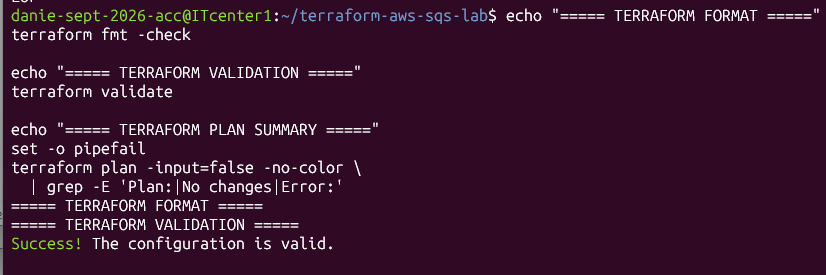 danie-sept-2026-acc@ITcenter1:~/terraform-aws-sqs-lab$ echo "===== TERRAFORM FORMAT ====="
terraform fmt -check
echo "===== TERRAFORM VALIDATION ====="
terraform validate
echo "===== TERRAFORM PLAN SUMMARY ====="
set -o pipefail
terraform plan -input=false -no-color \
  | grep -E 'Plan:|No changes|Error:'
===== TERRAFORM FORMAT =====
===== TERRAFORM VALIDATION =====
Success! The configuration is valid.